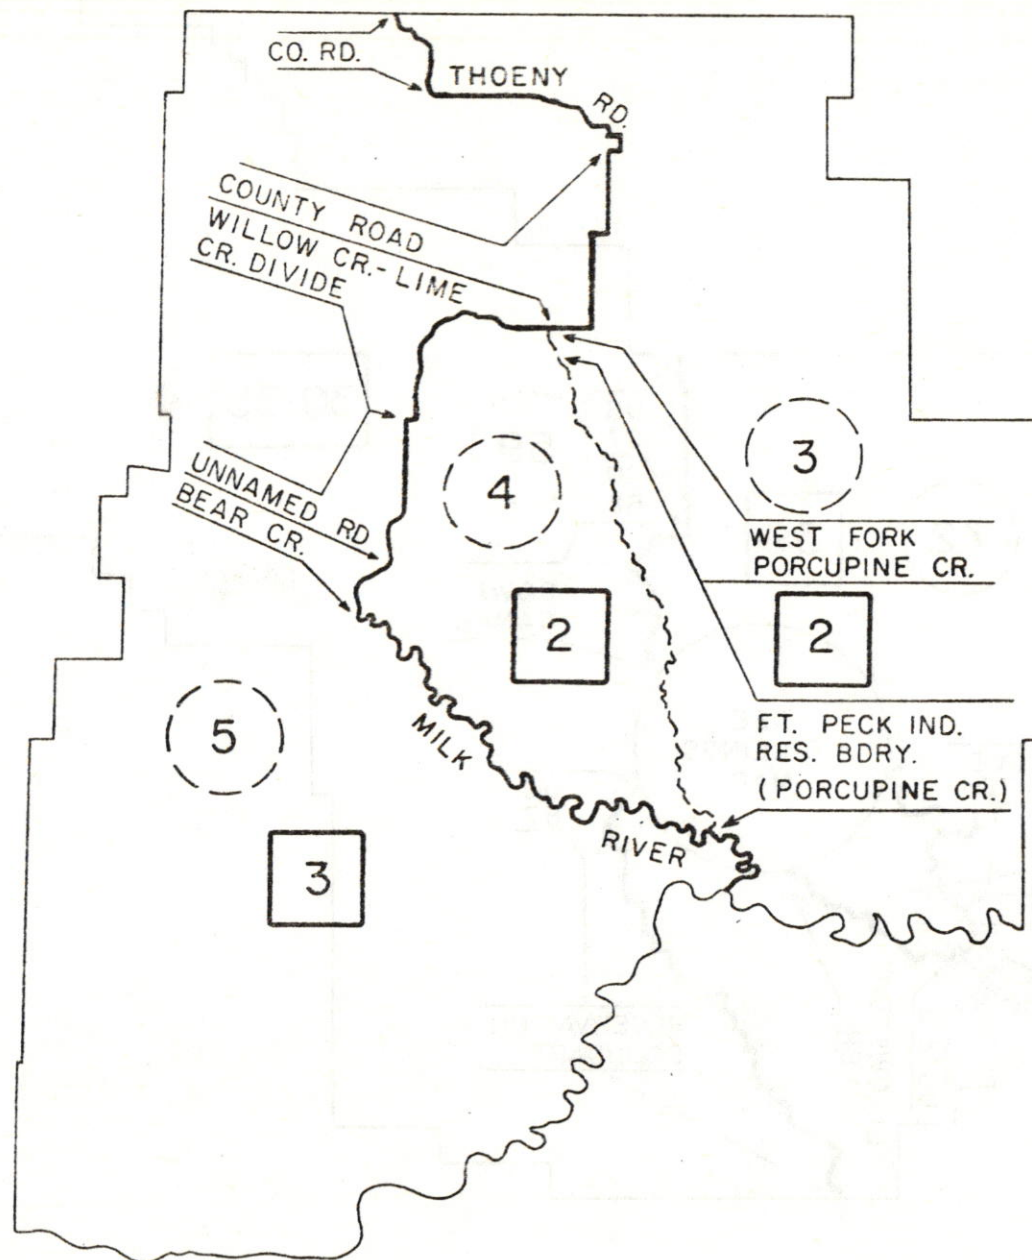 CO. RD.
THOENY
RD.
COUNTY ROAD
WILLOW CR.-LIME
CR. DIVIDE
3
4
UNNAMED RD
BEAR CR.
WEST FORK
PORCUPINE CR.
2
2
5
MILK
FT. PECK IND.
RES. BDRY.
(PORCUPINE CR.)
RIVER
3